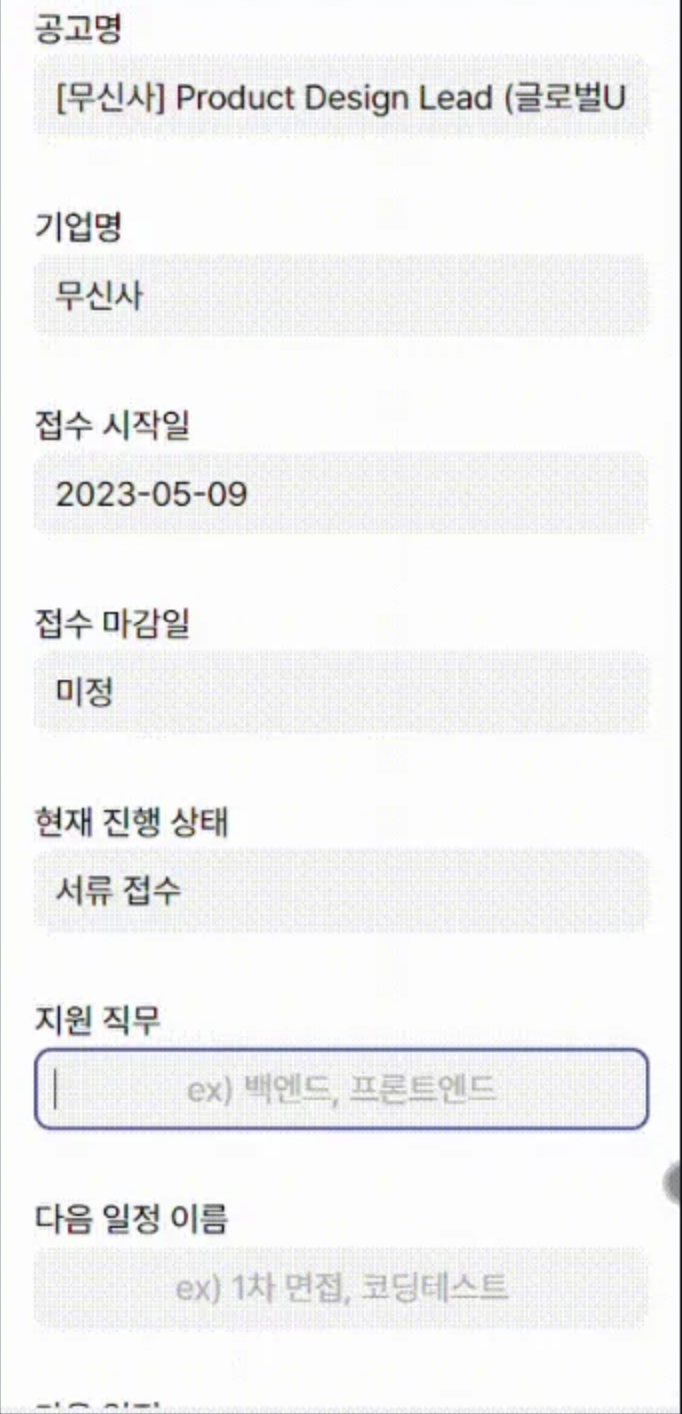 공고명
[무신사] Product Design Lead (글로벌U
기업명
무신사
접수 시작일
2023-05-09
접수 마감일
미정
현재 진행 상태
서류 접수
지원 직무
ex) 백엔드, 프론트엔드
다음 일정 이름
ex) 1차 면접, 코딩테스트